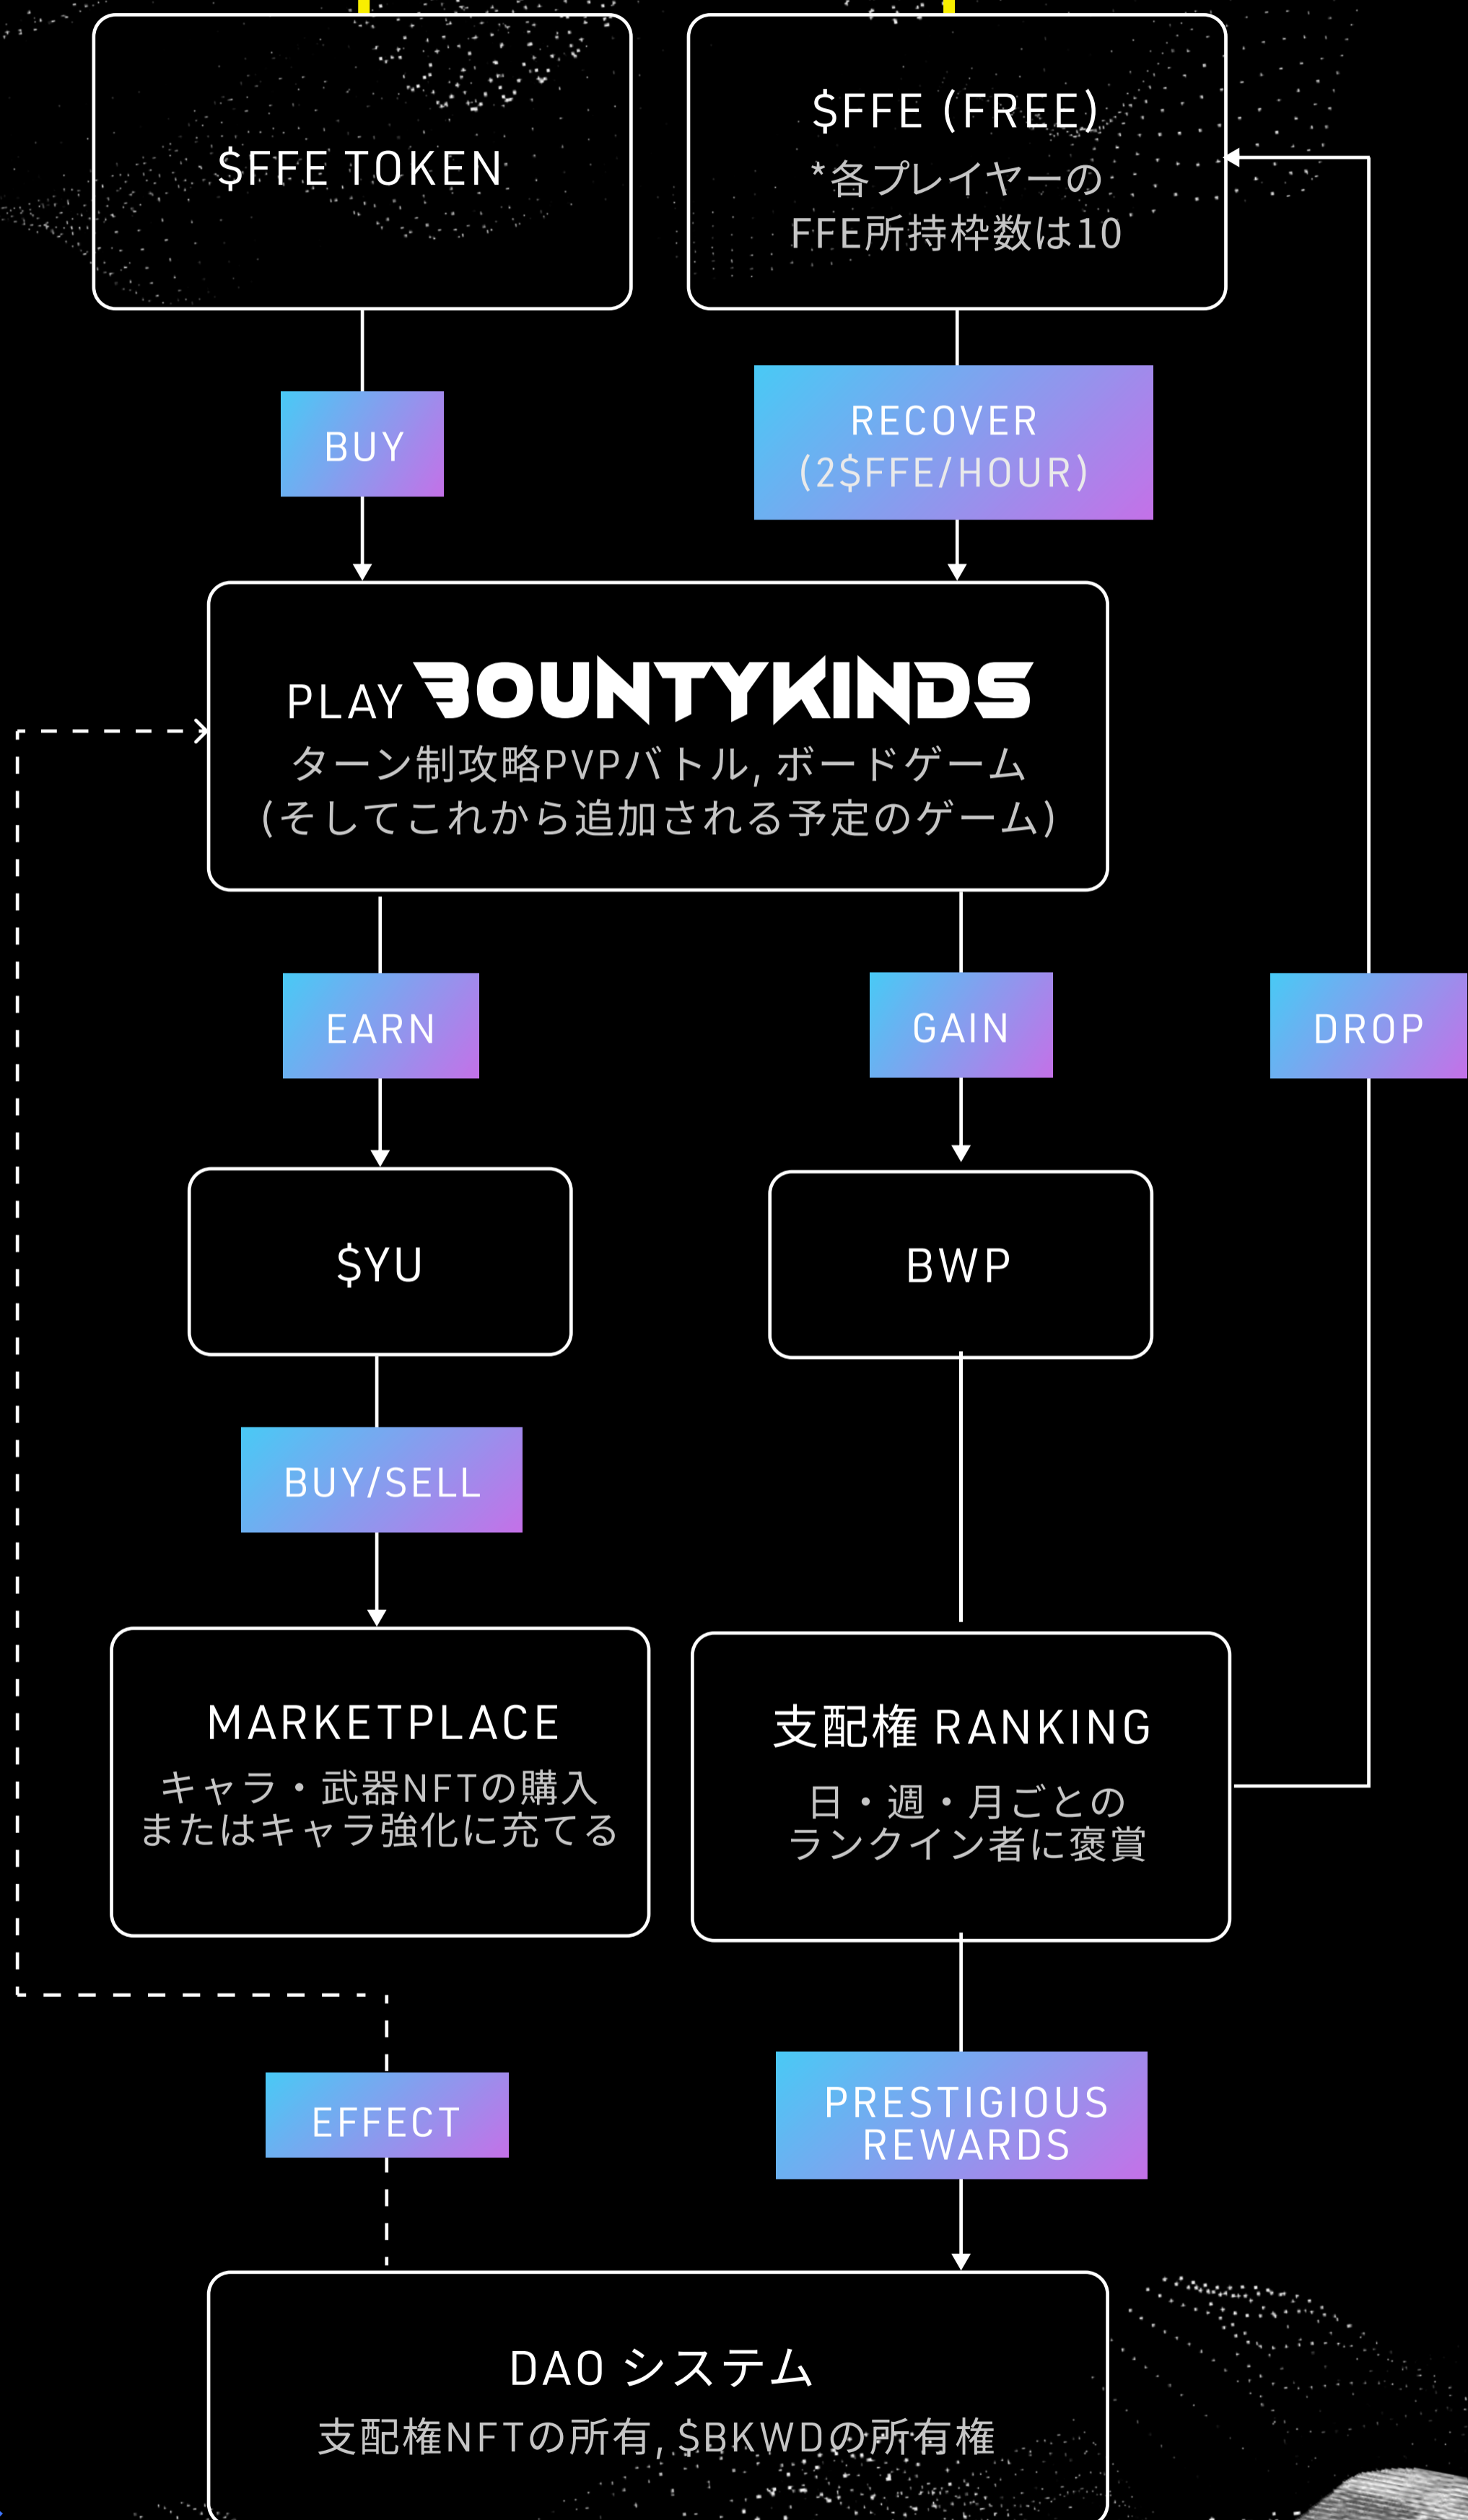 $FFE TOKEN
$FFE (FREE)
*各プレイヤーの
FFE所持枠数は10
BUY
RECOVER
(2$FFE/HOUR)
PLAY BOUNTYKINDS
ターン制攻略PVPバトル, ボードゲーム
(そしてこれから追加される予定のゲーム)
EARN
GAIN
DROP
$YU
BWP
BUY/SELL
MARKETPLACE
キャラ・武器NFTの購入
またはキャラ強化に充てる
支配権 RANKING
日・週・月ごとの
ランクイン者に褒賞
EFFECT
PRESTIGIOUS
REWARDS
DAO システム
支配権NFTの所有, $BKWDの所有権